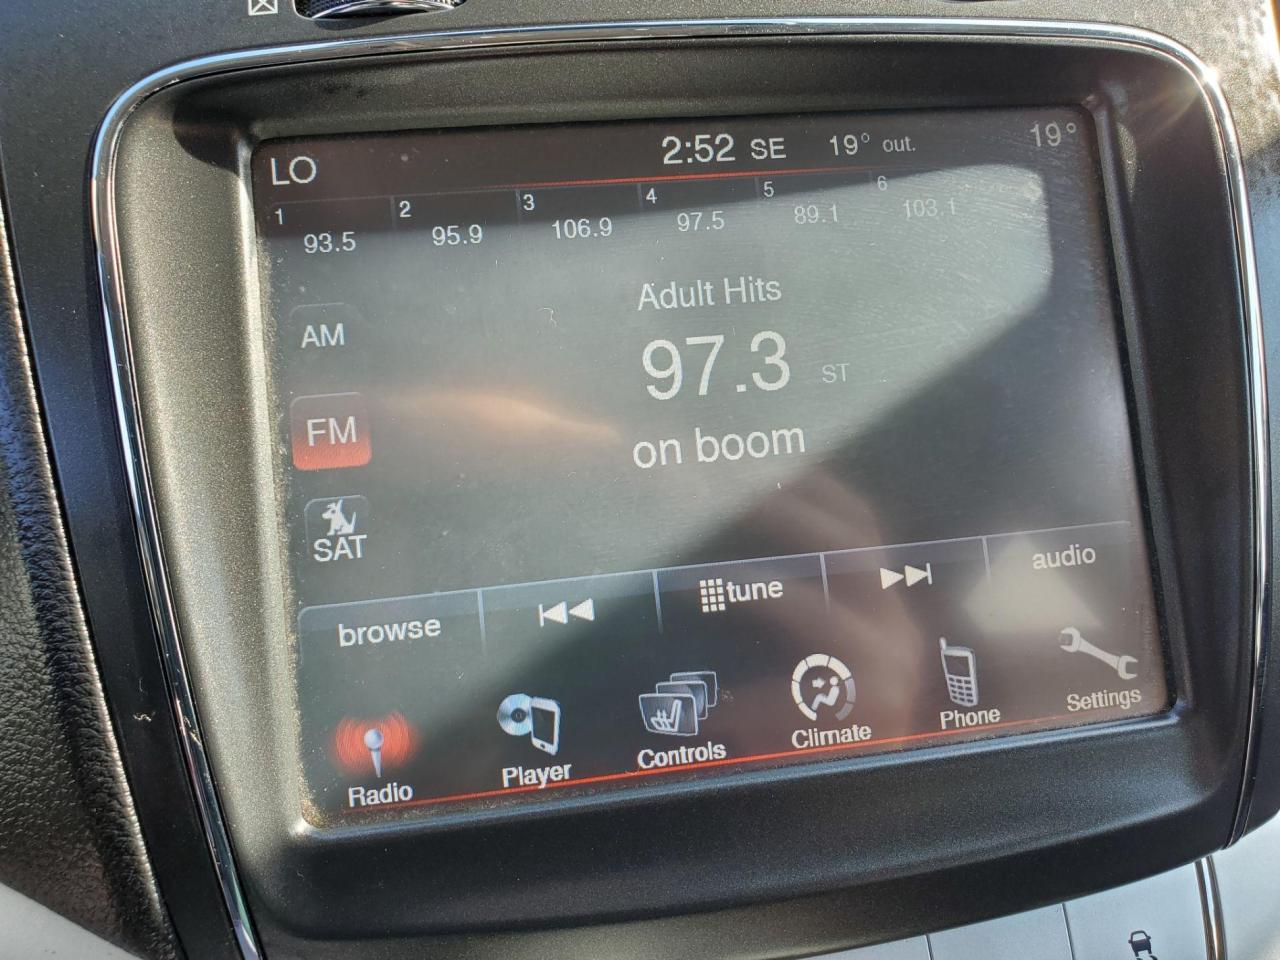 LO 2:52 SE 19° out. 19°
1 2 3 4 5 6
93.5 95.9 106.9 97.5 89.1 103.1
Adult Hits
AM
97.3 ST
FM
on boom
SAT
browse tune audio
Radio Player Controls Climate Phone Settings